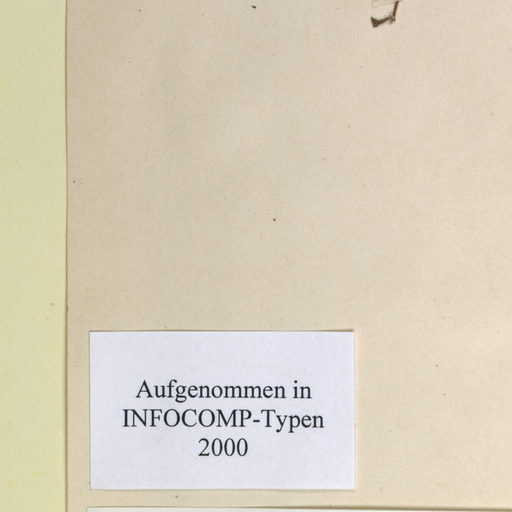 Aufgenommen in
INFOCOMP-Typen
2000